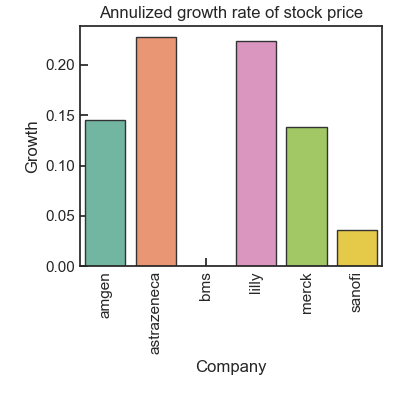 Annulized growth rate of stock price
0.20
0.15
0.10
0.05
0.00
Growth
amgen
astrazeneca
bms
lilly
merck
sanofi
Company